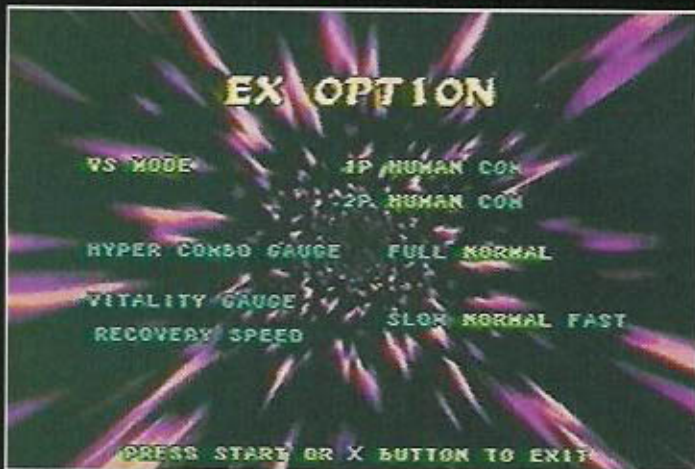 EX OPTION
VS MODE 1P HUMAN COM
2P HUMAN COM
HYPER COMBO GAUGE FULL NORMAL
VITALITY GAUGE
RECOVERY SPEED SLOW NORMAL FAST
PRESS START OR X BUTTON TO EXIT